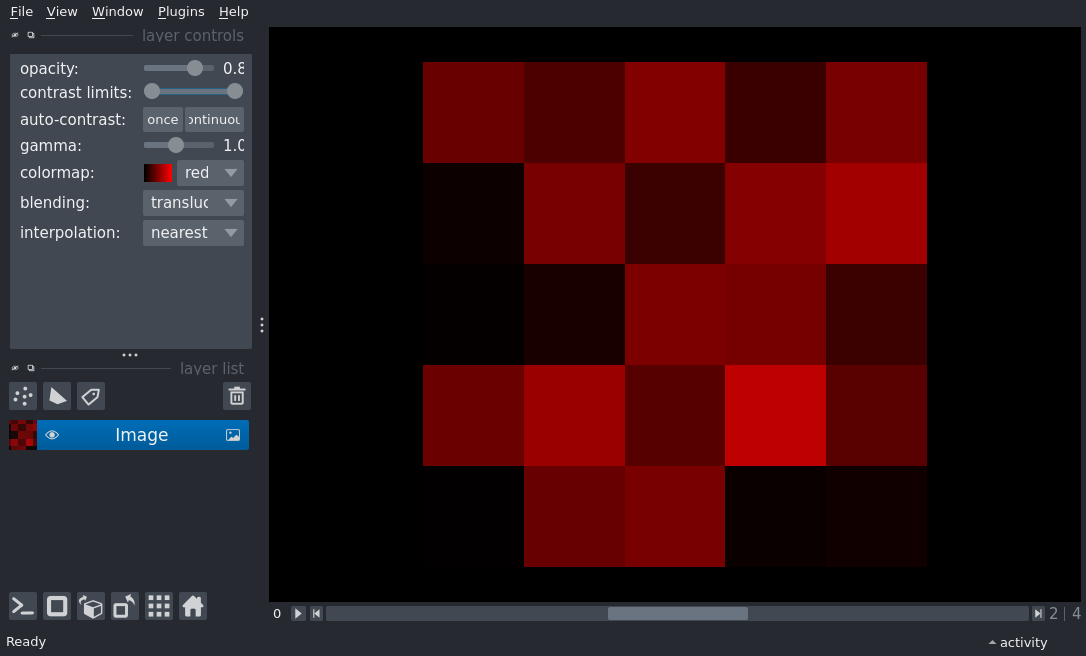 File View Window Plugins Help
layer controls
opacity: 0.8
contrast limits:
auto-contrast: once ontinuou
gamma: 1.0
colormap: red
blending: transluc
interpolation: nearest
layer list
Image
0 2 | 4
Ready activity